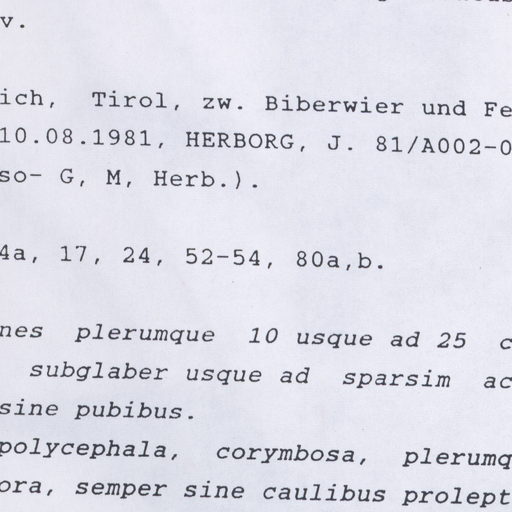 v.
ich, Tirol, zw. Biberwier und Fe
10.08.1981, HERBORG, J. 81/A002-0
so- G, M, Herb.).
4a, 17, 24, 52-54, 80a,b.
nes plerumque 10 usque ad 25 c
subglaber usque ad sparsim ac
sine pubibus.
polycephala, corymbosa, plerumq
ora, semper sine caulibus prolept